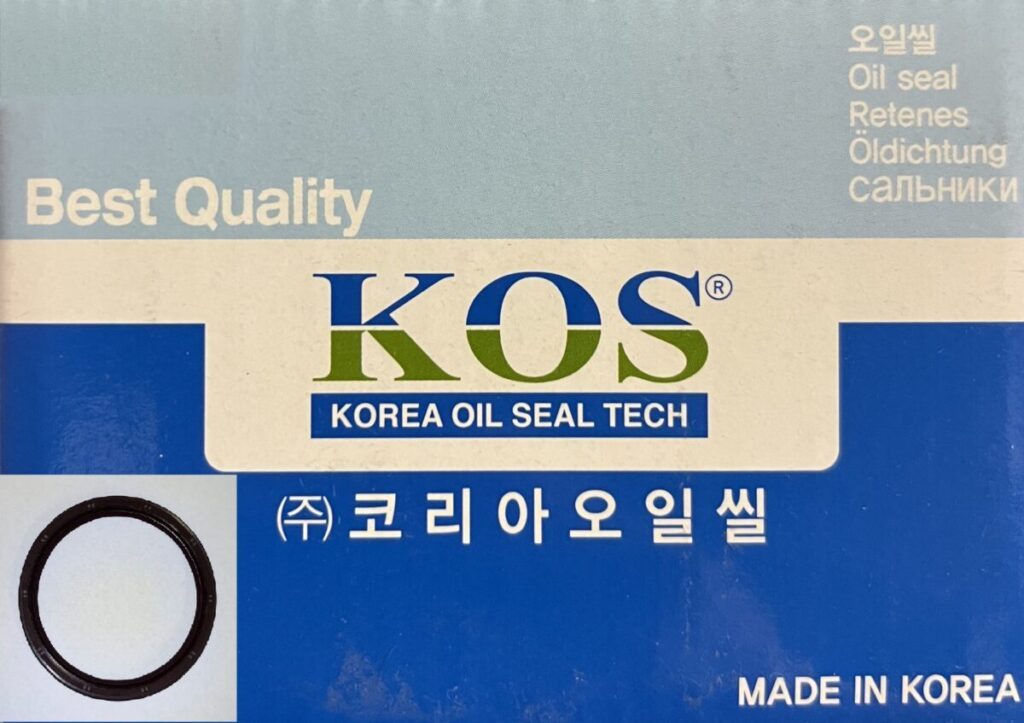 오일씰
Oil seal
Retenes
Öldichtung
сальники
Best Quality
KOS®
KOREA OIL SEAL TECH
㈜코리아오일씰
MADE IN KOREA